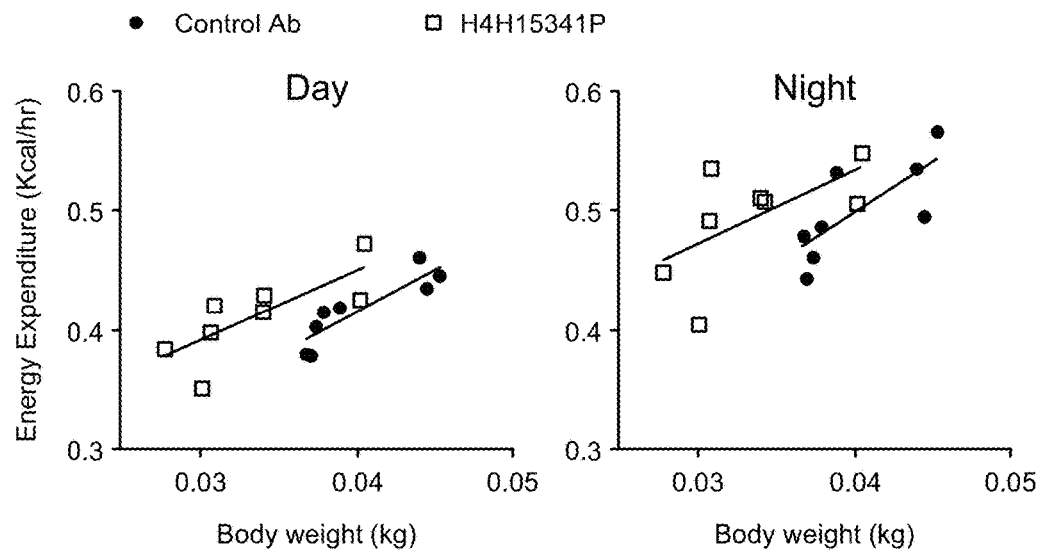 Control Ab H4H15341P
Day
Night
Energy Expenditure (Kcal/hr)
0.6
0.5
0.4
0.3
0.03 0.04 0.05
Body weight (kg)
0.6
0.5
0.4
0.3
0.03 0.04 0.05
Body weight (kg)